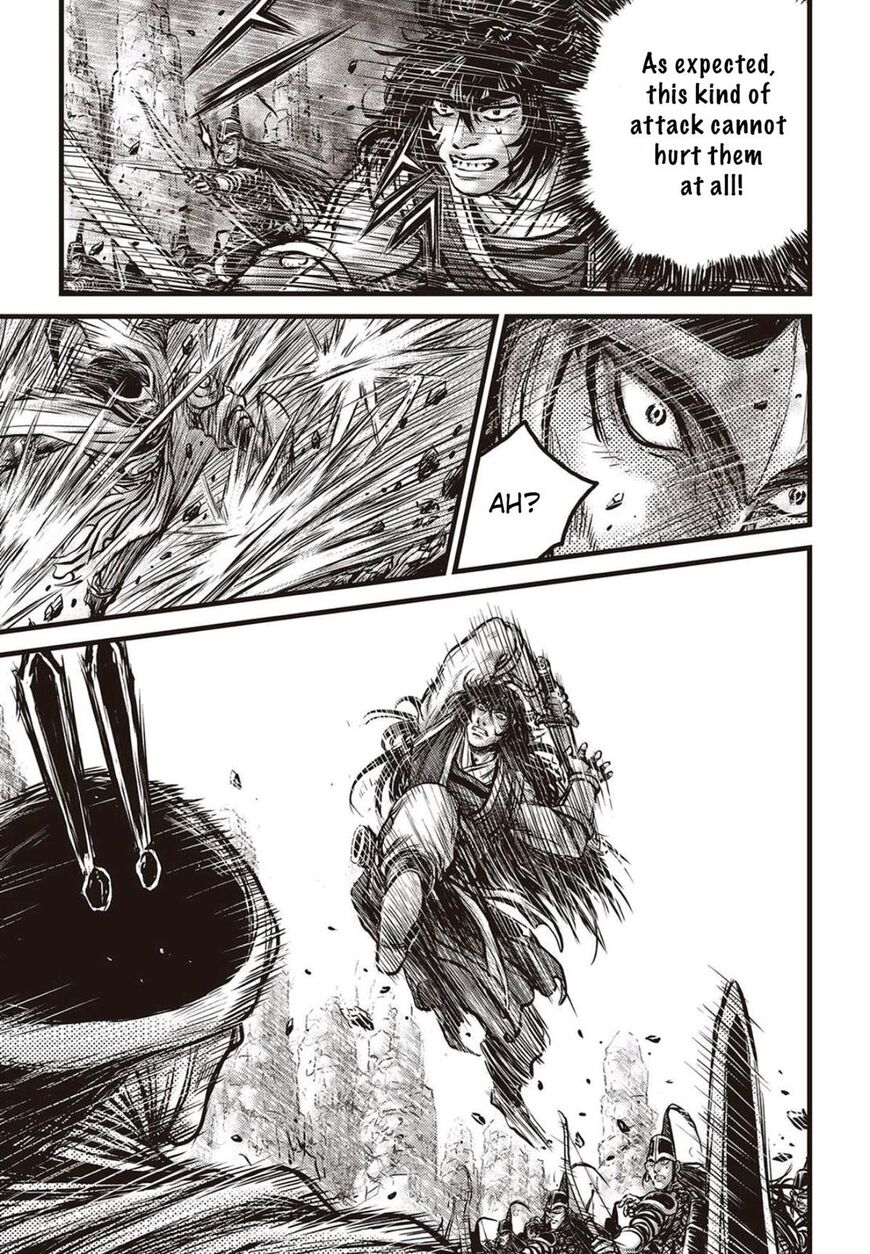 As expected,
this kind of
attack cannot
hurt them
at all!
AH?